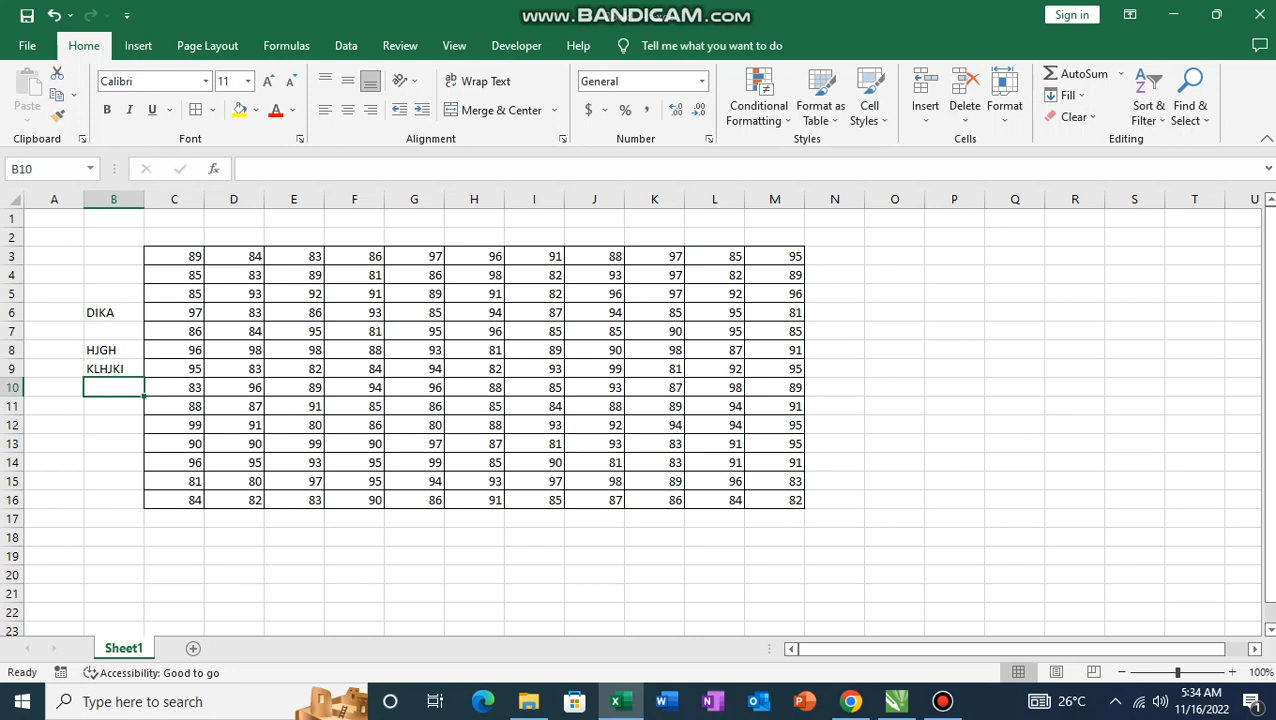 www.BANDICAM.com
Sign in
File Home Insert Page Layout Formulas Data Review View Developer Help Tell me what you want to do
Paste
Calibri 11
B I U A
Wrap Text
Merge & Center
General
$ % ,
Conditional Formatting
Format as Table
Cell Styles
Insert
Delete
Format
AutoSum
Fill
Clear
Sort & Filter
Find & Select
Clipboard Font Alignment Number Styles Cells Editing
B10 fx
A B C D E F G H I J K L M N O P Q R S T U
1
2
3 89 84 83 86 97 96 91 88 97 85 95
4 85 83 89 81 86 98 82 93 97 82 89
5 85 93 92 91 89 91 82 96 97 92 96
6 DIKA 97 83 86 93 85 94 87 94 85 95 81
7 86 84 95 81 95 96 85 85 90 95 85
8 HJGH 96 98 98 88 93 81 89 90 98 87 91
9 KLHJKI 95 83 82 84 94 82 93 99 81 92 95
10 83 96 89 94 96 88 85 93 87 98 89
11 88 87 91 85 86 85 84 88 89 94 91
12 99 91 80 86 80 88 93 92 94 94 95
13 90 90 99 90 97 87 81 93 83 91 95
14 96 95 93 95 99 85 90 81 83 91 91
15 81 80 97 95 94 93 97 98 89 96 83
16 84 82 83 90 86 91 85 87 86 84 82
17
18
19
20
21
22
23
Sheet1
Ready Accessibility: Good to go 100%
Type here to search
26°C
5:34 AM
11/16/2022
1